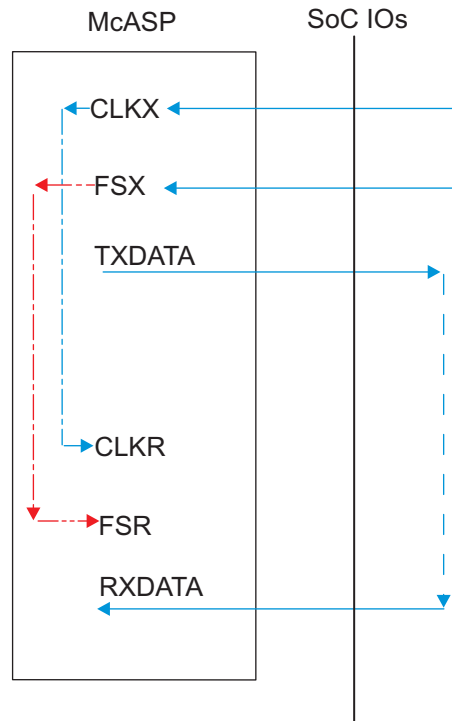 McASP
SoC IOs
CLKX
FSX
TXDATA
CLKR
FSR
RXDATA